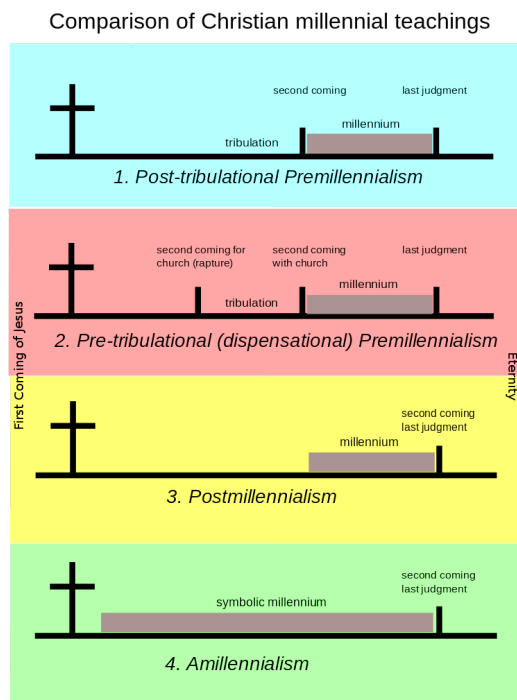 Comparison of Christian millennial teachings
second coming
last judgment
millennium
tribulation
1. Post-tribulational Premillennialism
second coming for
church (rapture)
second coming
with church
last judgment
millennium
tribulation
2. Pre-tribulational (dispensational) Premillennialism
First Coming of Jesus
Eternity
second coming
last judgment
millennium
3. Postmillennialism
second coming
last judgment
symbolic millennium
4. Amillennialism